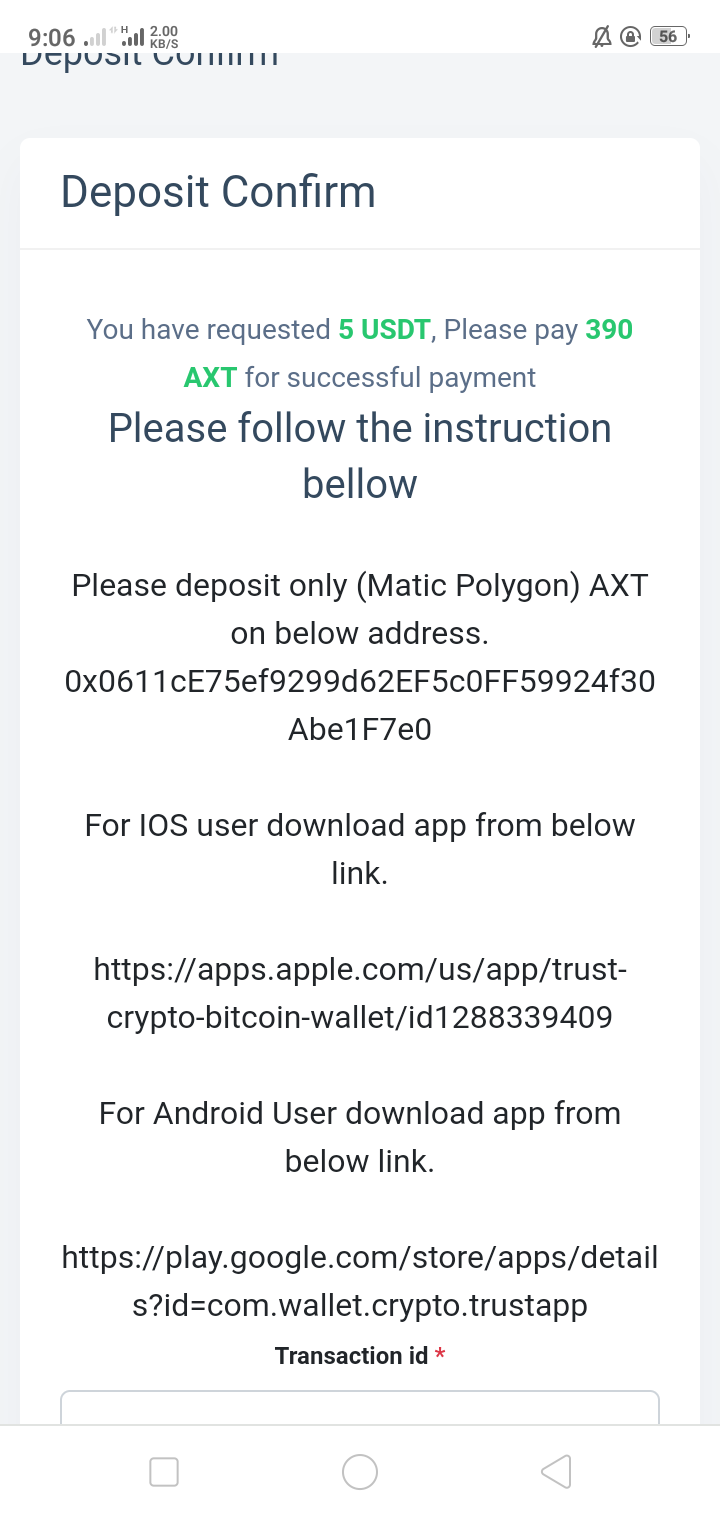 9:06 H 2.00 KB/S 56
Deposit Confirm
Deposit Confirm
You have requested 5 USDT, Please pay 390
AXT for successful payment
Please follow the instruction
bellow
Please deposit only (Matic Polygon) AXT
on below address.
0x0611cE75ef9299d62EF5c0FF59924f30
Abe1F7e0
For IOS user download app from below
link.
https://apps.apple.com/us/app/trust-
crypto-bitcoin-wallet/id1288339409
For Android User download app from
below link.
https://play.google.com/store/apps/detail
s?id=com.wallet.crypto.trustapp
Transaction id *